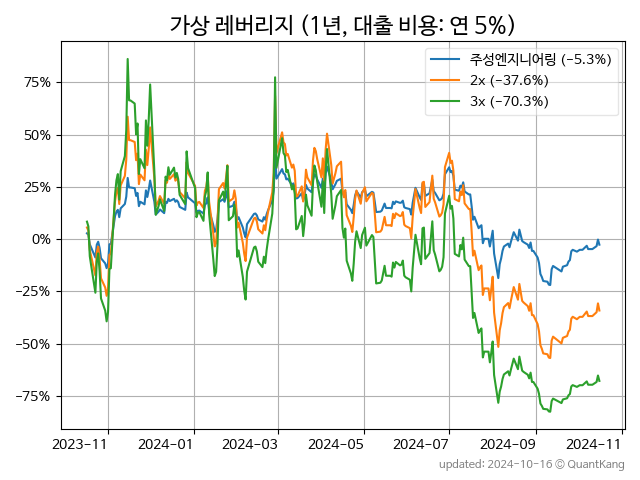 가상 레버리지 (1년, 대출 비용: 연 5%)
주성엔지니어링 (−5.3%)
2x (−37.6%)
3x (−70.3%)
75%
50%
25%
0%
−25%
−50%
−75%
2023-11 2024-01 2024-03 2024-05 2024-07 2024-09 2024-11
updated: 2024-10-16 © QuantKang